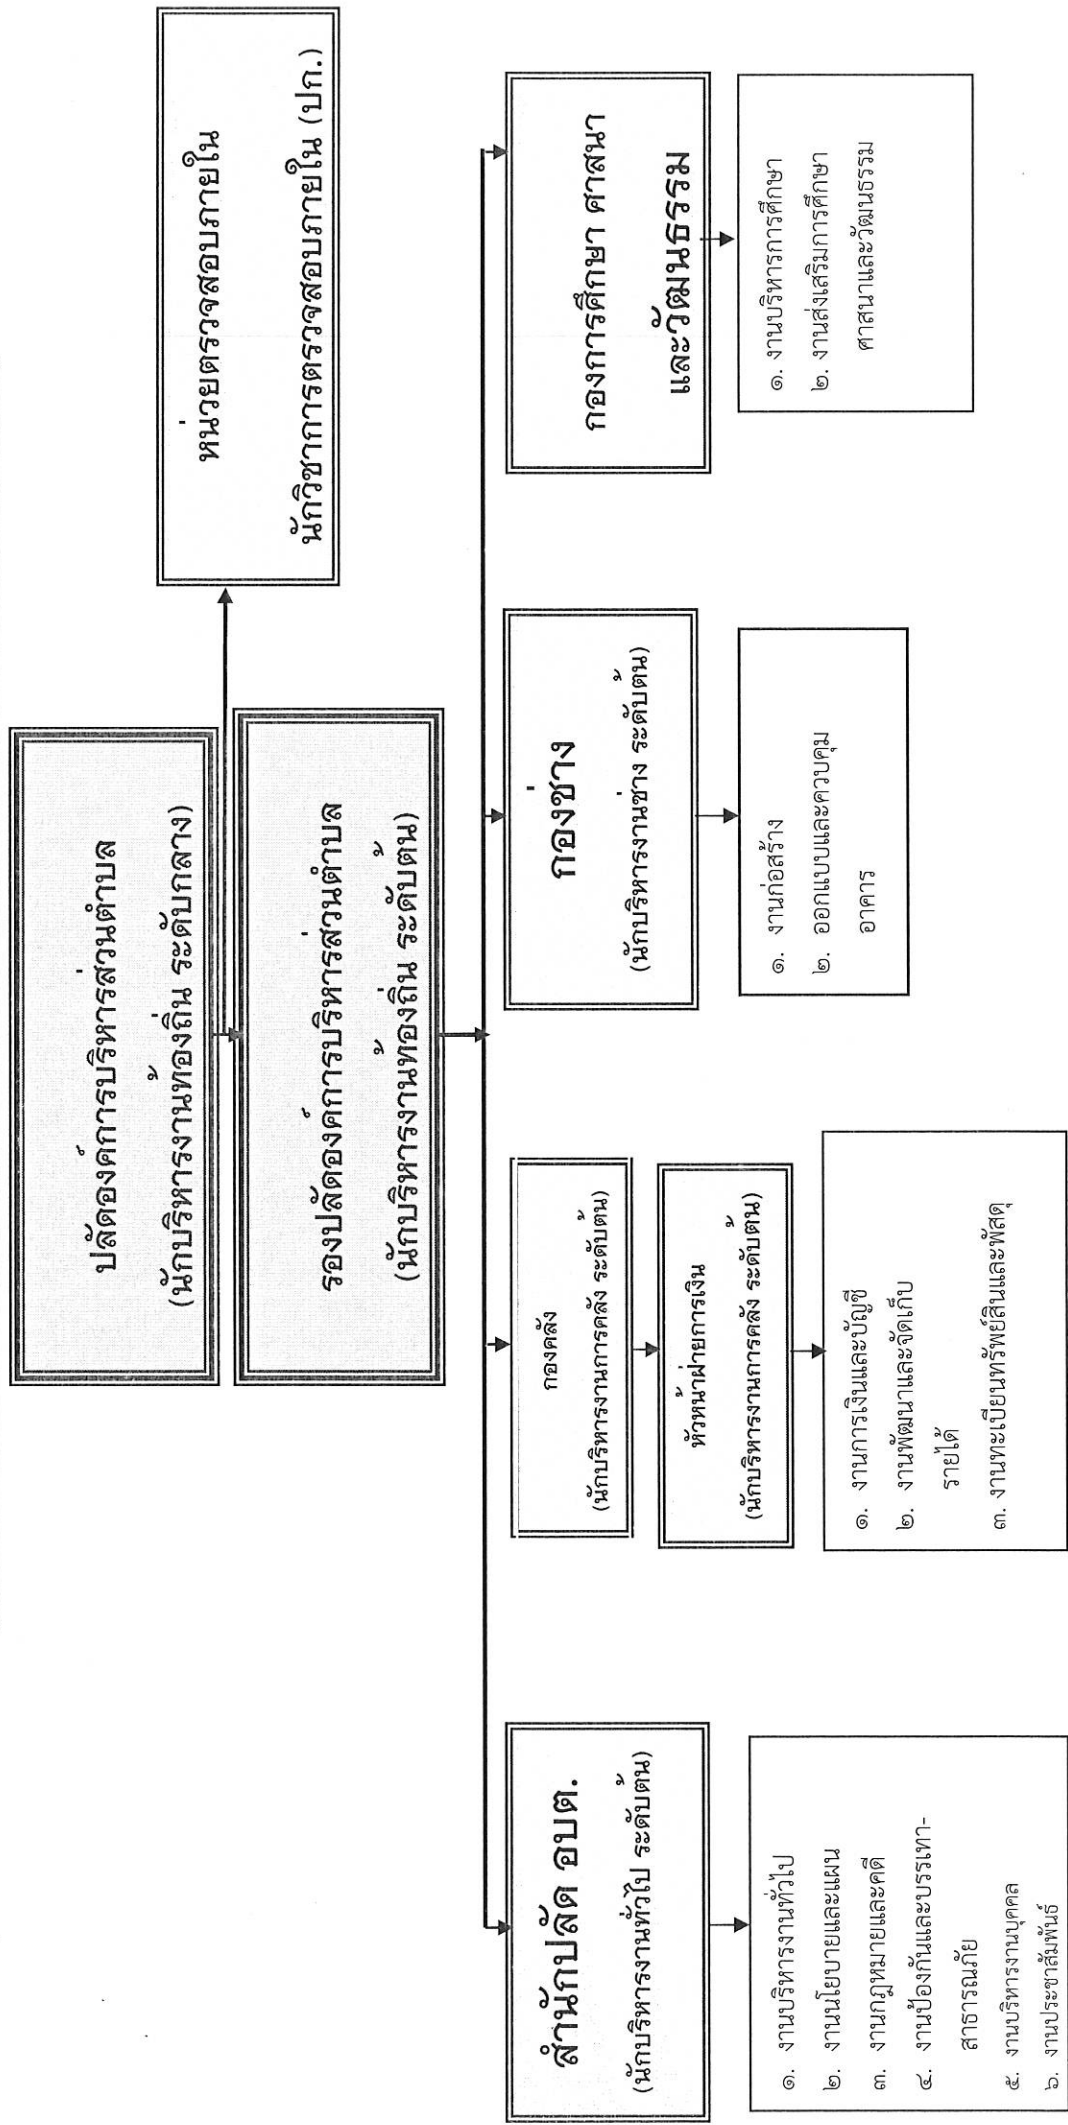 ปลัดองค์การบริหารส่วนตำบล
(นักบริหารงานท้องถิ่น ระดับกลาง)
หน่วยตรวจสอบภายใน
นักวิชาการตรวจสอบภายใน (ปก.)
รองปลัดองค์การบริหารส่วนตำบล
(นักบริหารงานท้องถิ่น ระดับต้น)
สำนักปลัด อบต.
(นักบริหารงานทั่วไป ระดับต้น)
๑. งานบริหารงานทั่วไป
๒. งานนโยบายและแผน
๓. งานกฎหมายและคดี
๔. งานป้องกันและบรรเทา-
สาธารณภัย
๕. งานบริหารงานบุคคล
๖. งานประชาสัมพันธ์
กองคลัง
(นักบริหารงานการคลัง ระดับต้น)
หัวหน้าฝ่ายการเงิน
(นักบริหารงานการคลัง ระดับต้น)
๑. งานการเงินและบัญชี
๒. งานพัฒนาและจัดเก็บ
รายได้
๓. งานทะเบียนทรัพย์สินและพัสดุ
กองช่าง
(นักบริหารงานช่าง ระดับต้น)
๑. งานก่อสร้าง
๒. ออกแบบและควบคุม
อาคาร
กองการศึกษา ศาสนา
และวัฒนธรรม
๑. งานบริหารการศึกษา
๒. งานส่งเสริมการศึกษา
ศาสนาและวัฒนธรรม